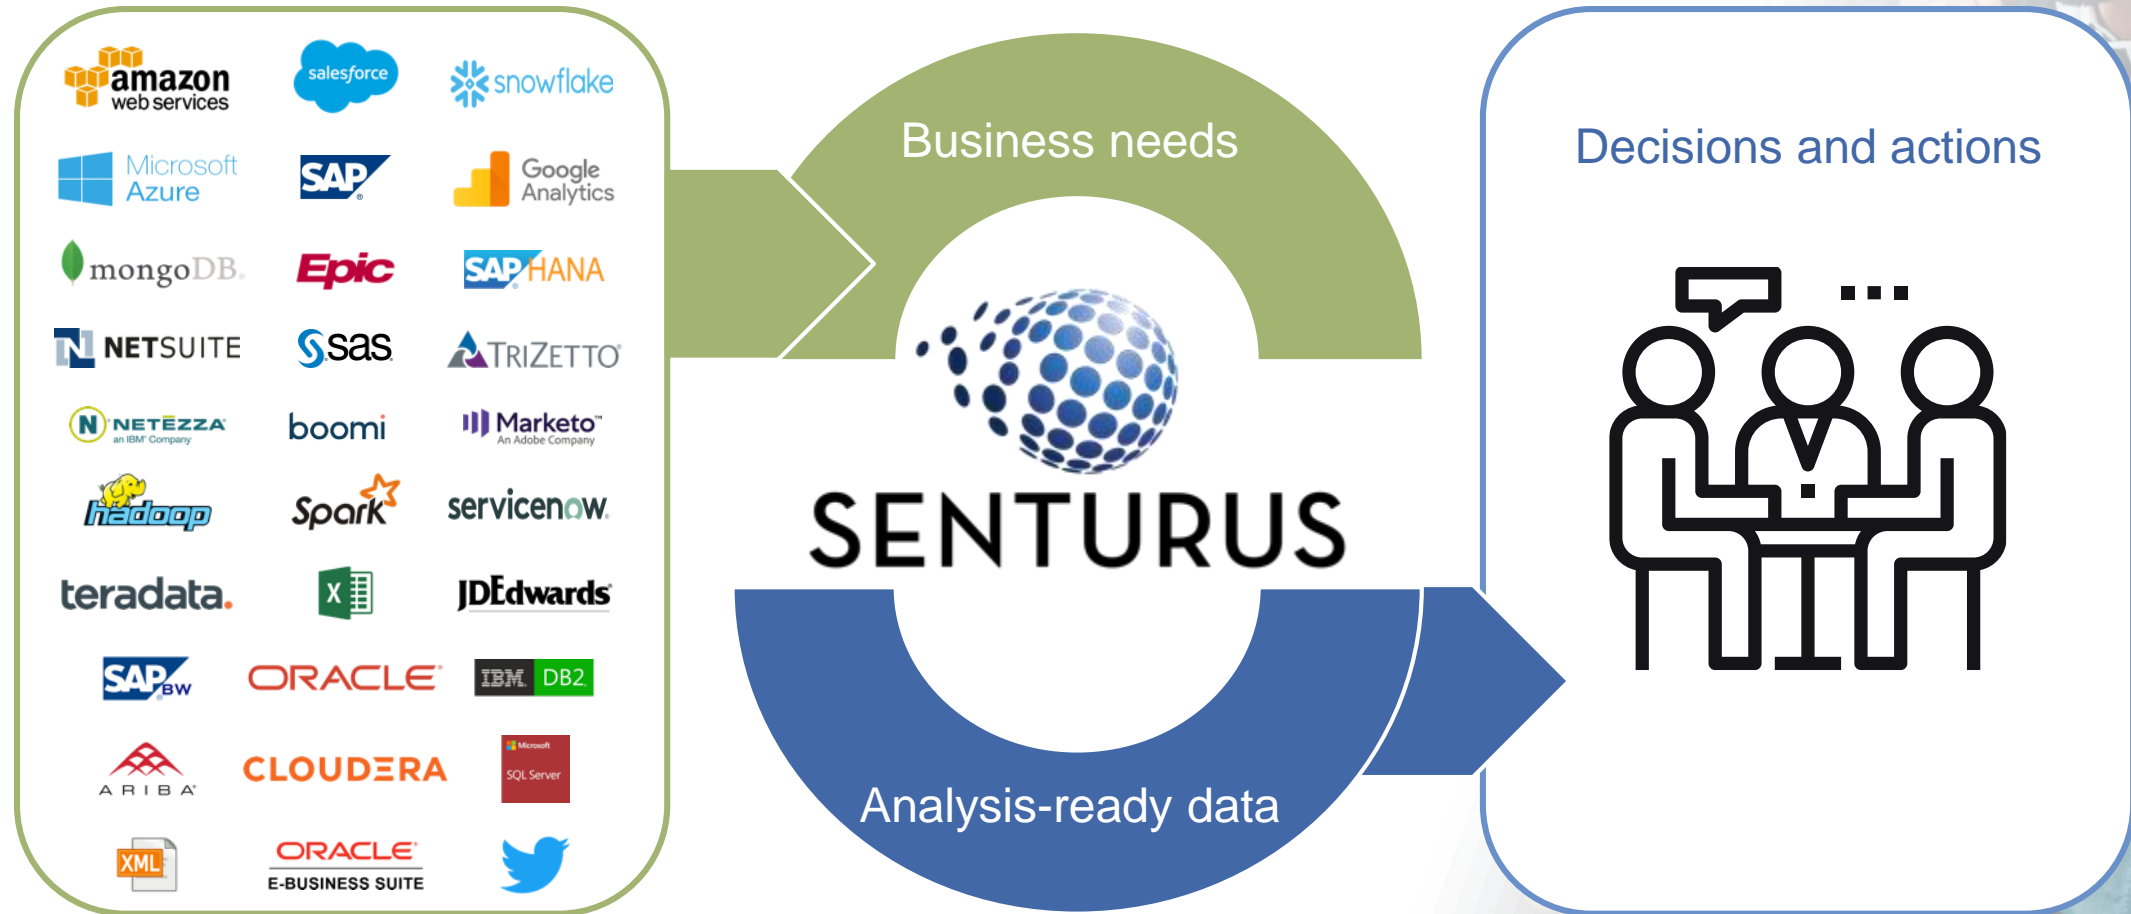 amazon
web services
salesforce
snowflake
Microsoft
Azure
SAP
®
Google
Analytics
mongoDB.
Epic
SAP HANA
®
N NETSUITE
S.sas
TRIZETTO®
N NETEZZA®
an IBM® Company
boomi
Marketo™
An Adobe Company
hadoop
Spark
servicenow.
teradata.
X
JDEdwards®
SAP BW
®
ORACLE®
IBM. DB2.
ARIBA®
CLOUDERA
Microsoft
SQL Server
XML
ORACLE®
E-BUSINESS SUITE
Business needs
SENTURUS
Analysis-ready data
Decisions and actions
...